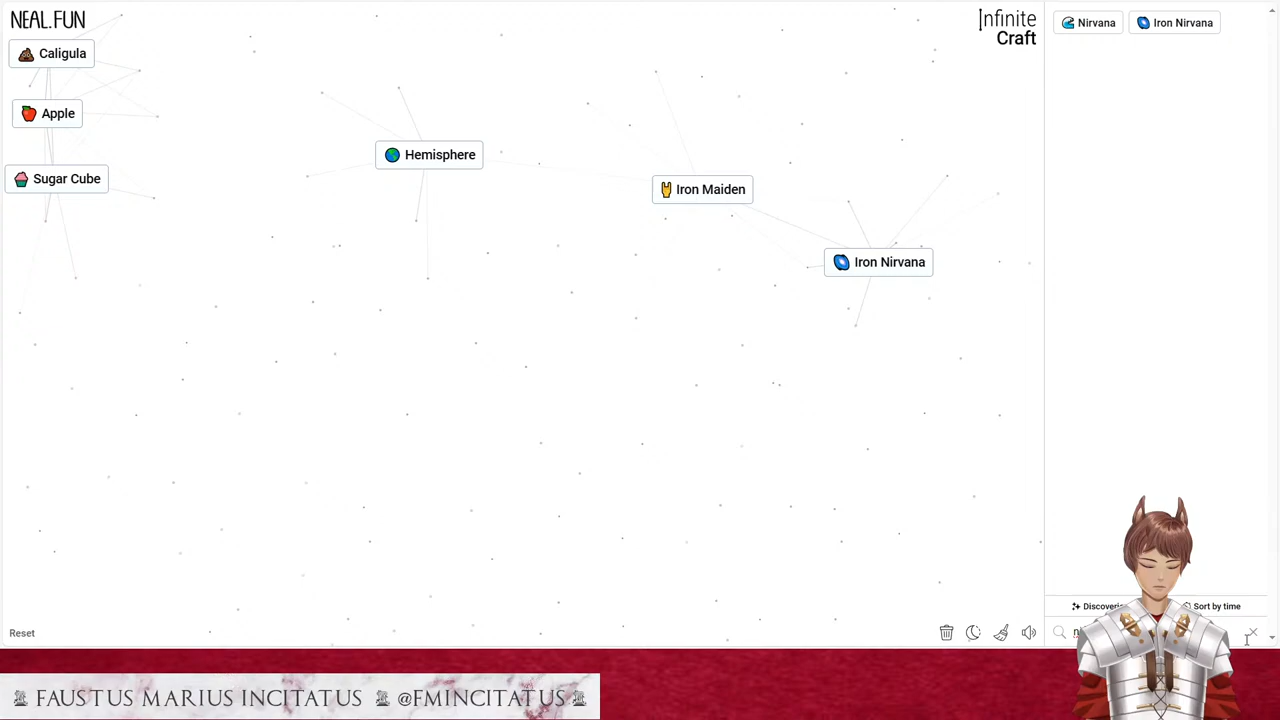 NEAL.FUN
Infinite
Craft
Nirvana
Iron Nirvana
Caligula
Apple
Hemisphere
Sugar Cube
Iron Maiden
Iron Nirvana
Discoveries
Sort by time
Reset
FAUSTUS MARIUS INCITATUS @FMINCITATUS